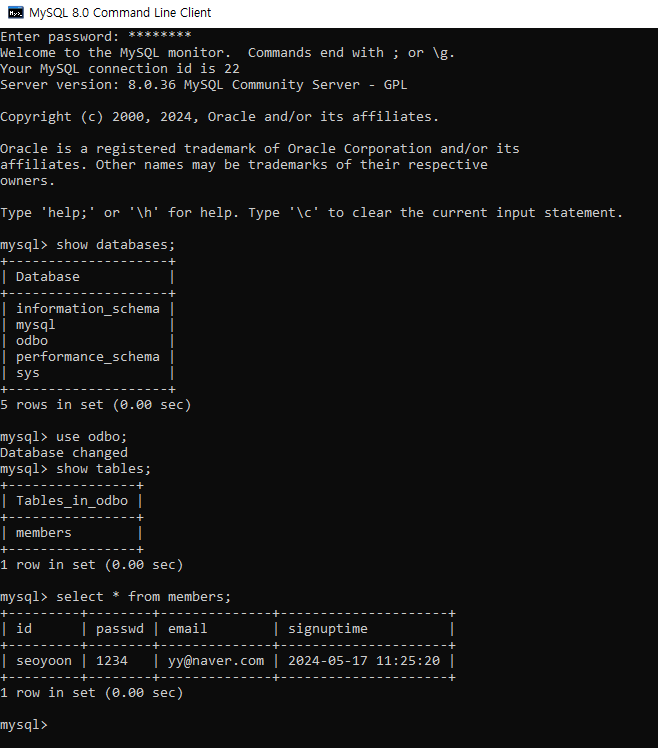 MySQL 8.0 Command Line Client
Enter password: ********
Welcome to the MySQL monitor.  Commands end with ; or \g.
Your MySQL connection id is 22
Server version: 8.0.36 MySQL Community Server - GPL

Copyright (c) 2000, 2024, Oracle and/or its affiliates.

Oracle is a registered trademark of Oracle Corporation and/or its
affiliates. Other names may be trademarks of their respective
owners.

Type 'help;' or '\h' for help. Type '\c' to clear the current input statement.

mysql> show databases;
+--------------------+
| Database           |
+--------------------+
| information_schema |
| mysql              |
| odbo               |
| performance_schema |
| sys                |
+--------------------+
5 rows in set (0.00 sec)

mysql> use odbo;
Database changed
mysql> show tables;
+----------------+
| Tables_in_odbo |
+----------------+
| members        |
+----------------+
1 row in set (0.00 sec)

mysql> select * from members;
+---------+--------+--------------+---------------------+
| id      | passwd | email        | signuptime          |
+---------+--------+--------------+---------------------+
| seoyoon | 1234   | yy@naver.com | 2024-05-17 11:25:20 |
+---------+--------+--------------+---------------------+
1 row in set (0.00 sec)

mysql>